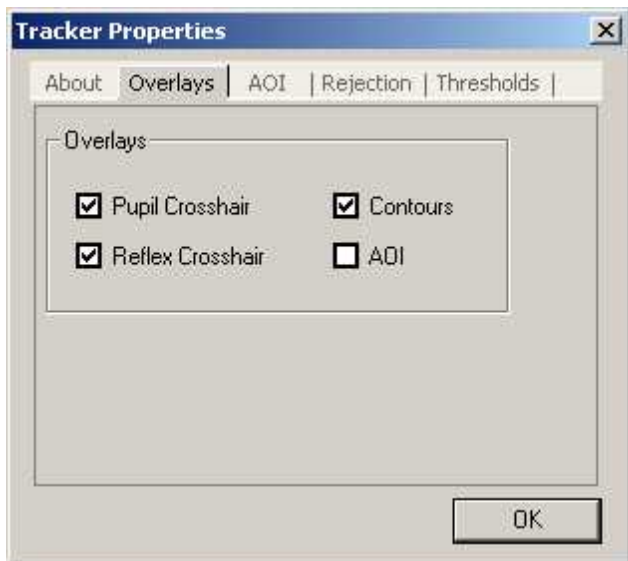 Tracker Properties
About Overlays AOI | Rejection | Thresholds |
Overlays
Pupil Crosshair Contours
Reflex Crosshair AOI
OK